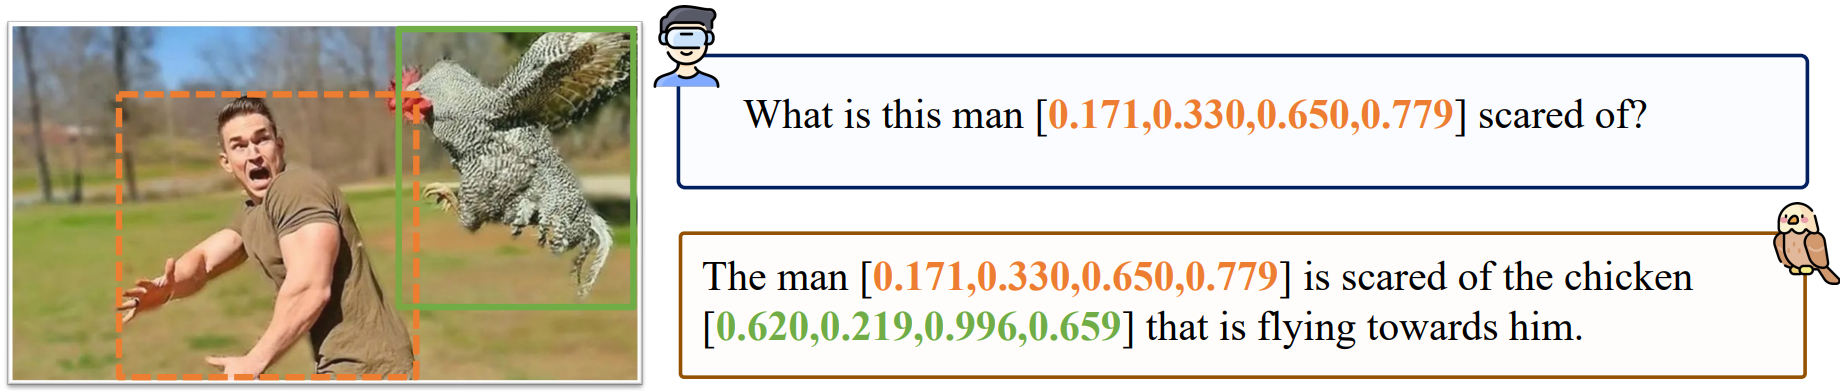 What is this man [0.171,0.330,0.650,0.779] scared of?
The man [0.171,0.330,0.650,0.779] is scared of the chicken
[0.620,0.219,0.996,0.659] that is flying towards him.